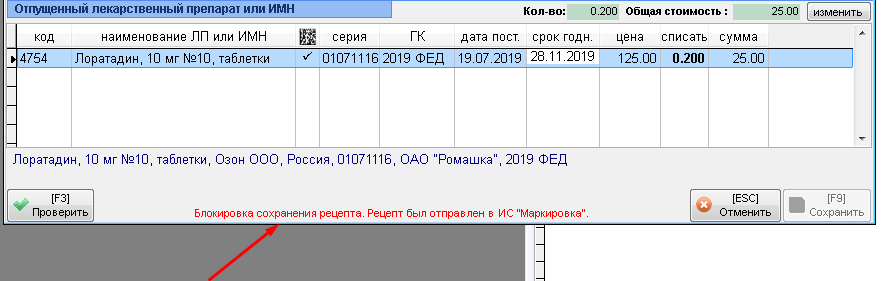 Отпущенный лекарственный препарат или ИМН Кол-во: 0.200 Общая стоимость : 25.00 изменить
код наименование ЛП или ИМН серия ГК дата пост. срок годн. цена списать сумма
4754 Лоратадин, 10 мг №10, таблетки ✓ 01071116 2019 ФЕД 19.07.2019 28.11.2019 125.00 0.200 25.00
Лоратадин, 10 мг №10, таблетки, Озон ООО, Россия, 01071116, ОАО "Ромашка", 2019 ФЕД
[F3] [ESC] [F9]
Проверить Блокировка сохранения рецепта. Рецепт был отправлен в ИС "Маркировка". Отменить Сохранить